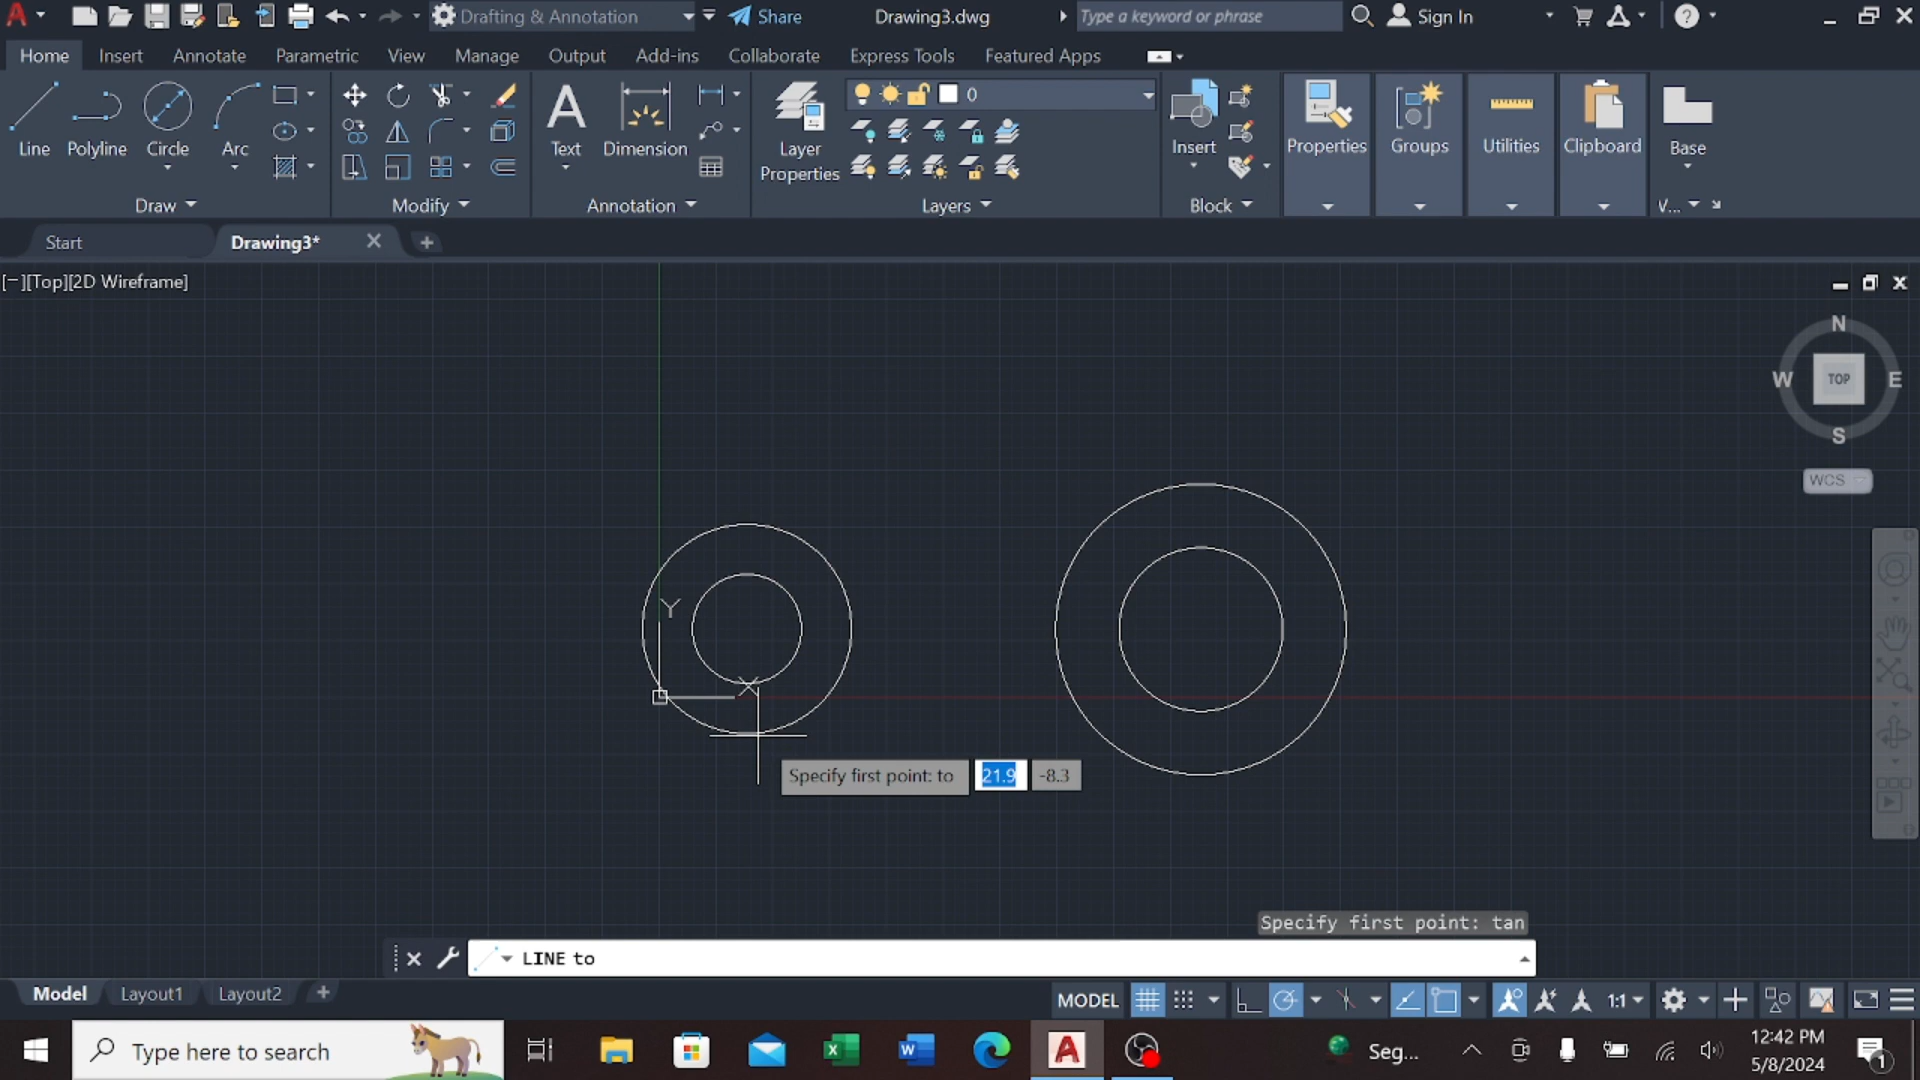 Drafting & Annotation
Share
Drawing3.dwg
Type a keyword or phrase
Sign In
Home
Insert
Annotate
Parametric
View
Manage
Output
Add-ins
Collaborate
Express Tools
Featured Apps
0
Line
Polyline
Circle
Arc
Text
Dimension
Layer Properties
Insert
Properties
Groups
Utilities
Clipboard
Base
Draw
Modify
Annotation
Layers
Block
V...
Start
Drawing3*
[−][Top][2D Wireframe]
N
W
TOP
E
S
WCS
Y
X
Specify first point: to
21.9
-8.3
Specify first point: tan
LINE to
Model
Layout1
Layout2
MODEL
1:1
Type here to search
Seg...
12:42 PM
5/8/2024
1